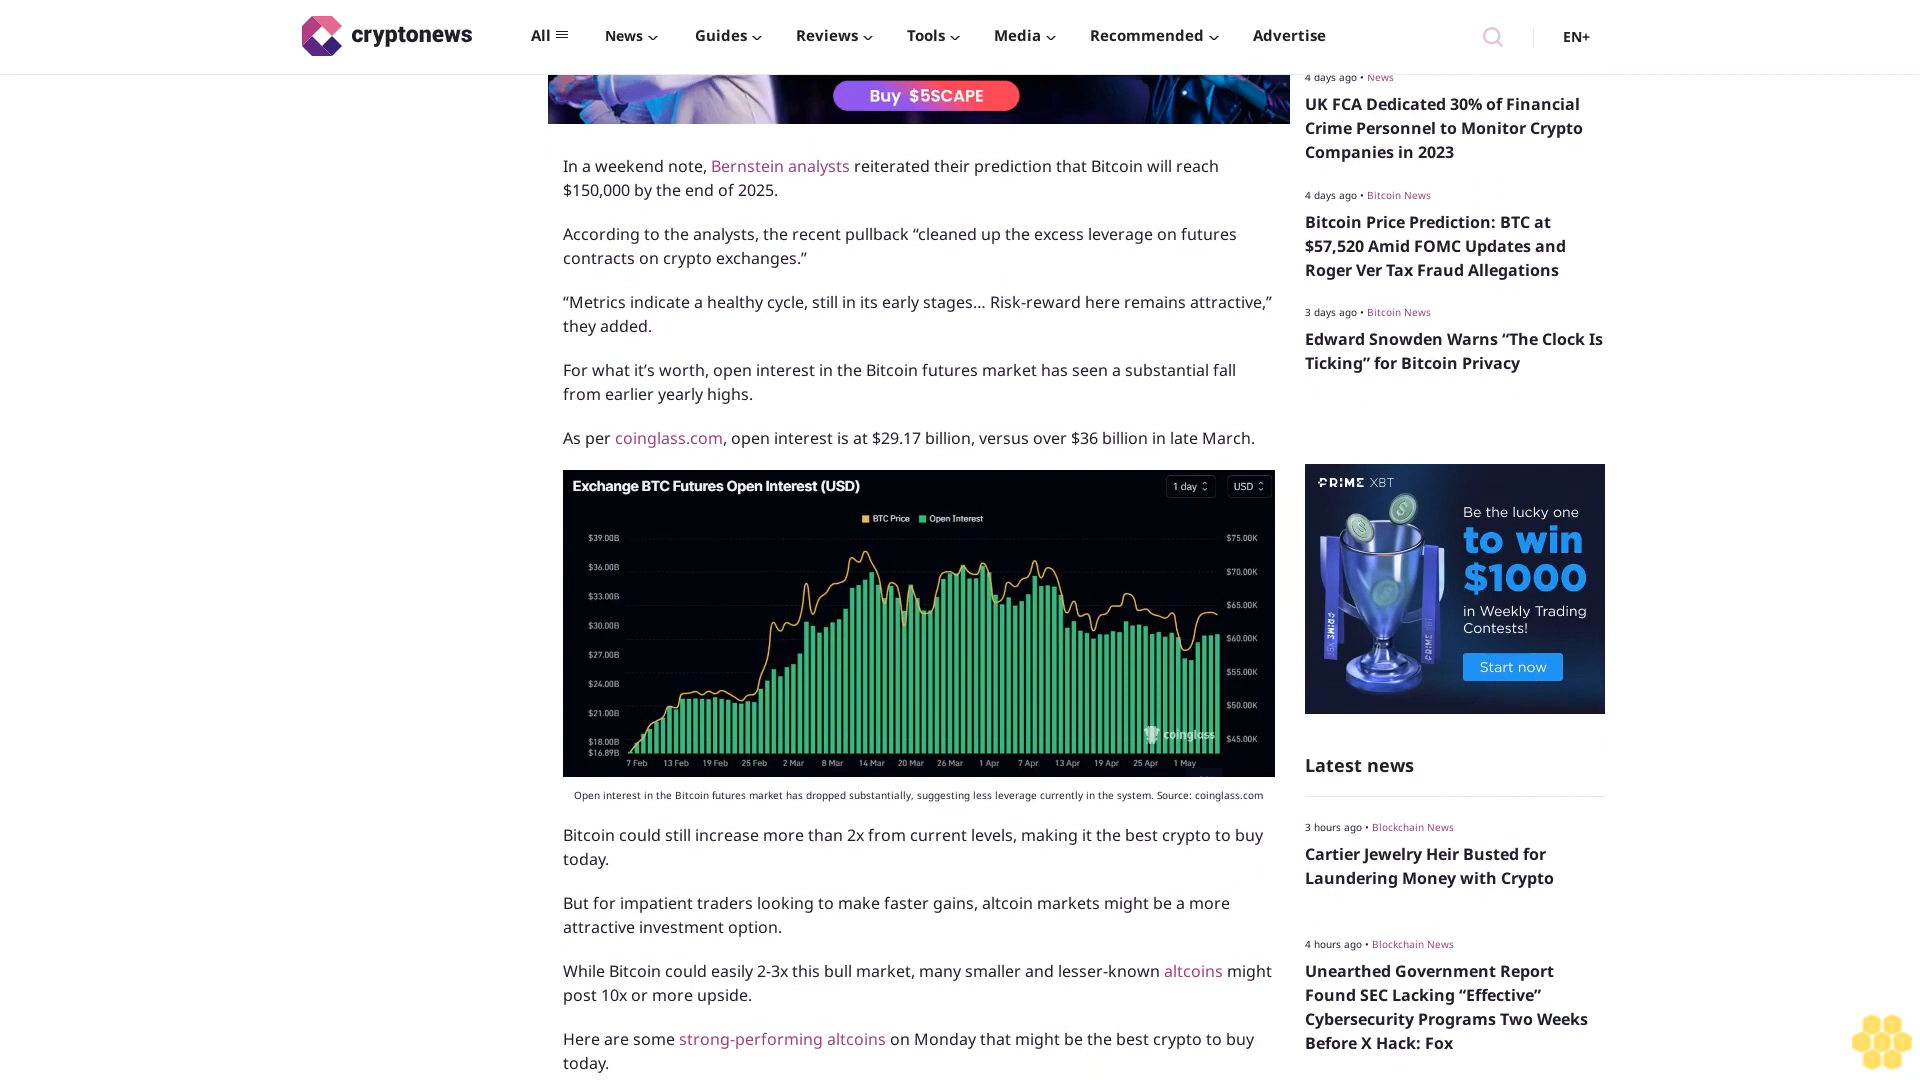 cryptonews
All
News
Guides
Reviews
Tools
Media
Recommended
Advertise
EN+
Buy $5SCAPE
In a weekend note, Bernstein analysts reiterated their prediction that Bitcoin will reach
$150,000 by the end of 2025.
According to the analysts, the recent pullback “cleaned up the excess leverage on futures
contracts on crypto exchanges.”
“Metrics indicate a healthy cycle, still in its early stages… Risk-reward here remains attractive,”
they added.
For what it’s worth, open interest in the Bitcoin futures market has seen a substantial fall
from earlier yearly highs.
As per coinglass.com, open interest is at $29.17 billion, versus over $36 billion in late March.
Exchange BTC Futures Open Interest (USD)
1 day
USD
BTC Price
Open Interest
$39.00B
$36.00B
$33.00B
$30.00B
$27.00B
$24.00B
$21.00B
$18.00B
$16.89B
$75.00K
$70.00K
$65.00K
$60.00K
$55.00K
$50.00K
$45.00K
coinglass
7 Feb 13 Feb 19 Feb 25 Feb 2 Mar 8 Mar 14 Mar 20 Mar 26 Mar 1 Apr 7 Apr 13 Apr 19 Apr 25 Apr 1 May
Open interest in the Bitcoin futures market has dropped substantially, suggesting less leverage currently in the system. Source: coinglass.com
Bitcoin could still increase more than 2x from current levels, making it the best crypto to buy
today.
But for impatient traders looking to make faster gains, altcoin markets might be a more
attractive investment option.
While Bitcoin could easily 2-3x this bull market, many smaller and lesser-known altcoins might
post 10x or more upside.
Here are some strong-performing altcoins on Monday that might be the best crypto to buy
today.
4 days ago • News
UK FCA Dedicated 30% of Financial
Crime Personnel to Monitor Crypto
Companies in 2023
4 days ago • Bitcoin News
Bitcoin Price Prediction: BTC at
$57,520 Amid FOMC Updates and
Roger Ver Tax Fraud Allegations
3 days ago • Bitcoin News
Edward Snowden Warns “The Clock Is
Ticking” for Bitcoin Privacy
PRIME XBT
Be the lucky one
to win
$1000
in Weekly Trading
Contests!
Start now
Latest news
3 hours ago • Blockchain News
Cartier Jewelry Heir Busted for
Laundering Money with Crypto
4 hours ago • Blockchain News
Unearthed Government Report
Found SEC Lacking “Effective”
Cybersecurity Programs Two Weeks
Before X Hack: Fox